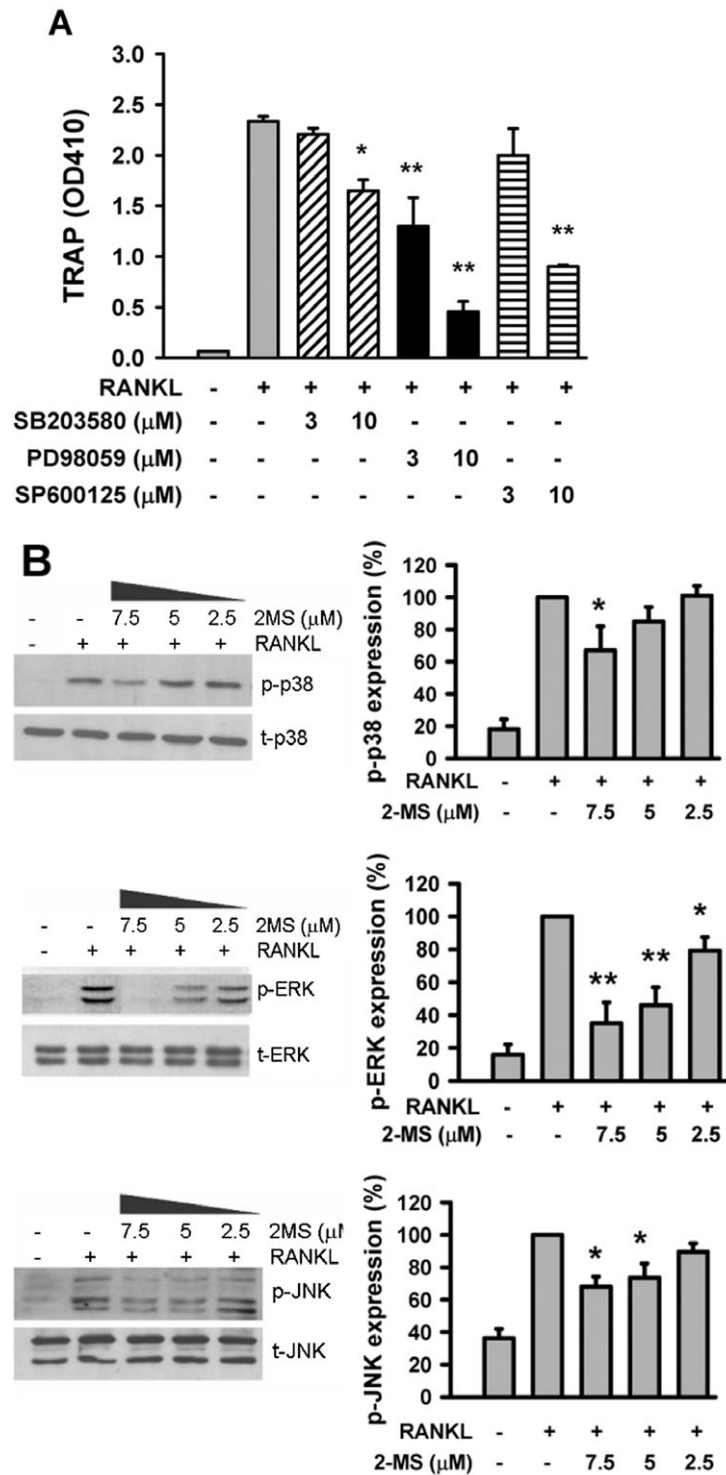 A
3.0
2.5
2.0
1.5
1.0
0.5
0.0
TRAP (OD410)
* ** ** **
RANKL - + + + + + + +
SB203580 (μM) - - 3 10 - - - -
PD98059 (μM) - - - - 3 10 - -
SP600125 (μM) - - - - - - 3 10
B
- - 7.5 5 2.5 2MS (μM)
- + + + + RANKL
p-p38
t-p38
p-p38 expression (%)
120
100
80
60
40
20
0
*
RANKL - + + + +
2-MS (μM) - - 7.5 5 2.5
- - 7.5 5 2.5 2MS (μM)
- + + + + RANKL
p-ERK
t-ERK
p-ERK expression (%)
120
100
80
60
40
20
0
** ** *
RANKL - + + + +
2-MS (μM) - - 7.5 5 2.5
- - 7.5 5 2.5 2MS (μM
- + + + + RANKL
p-JNK
t-JNK
p-JNK expression (%)
120
100
80
60
40
20
0
* *
RANKL - + + + +
2-MS (μM) - - 7.5 5 2.5